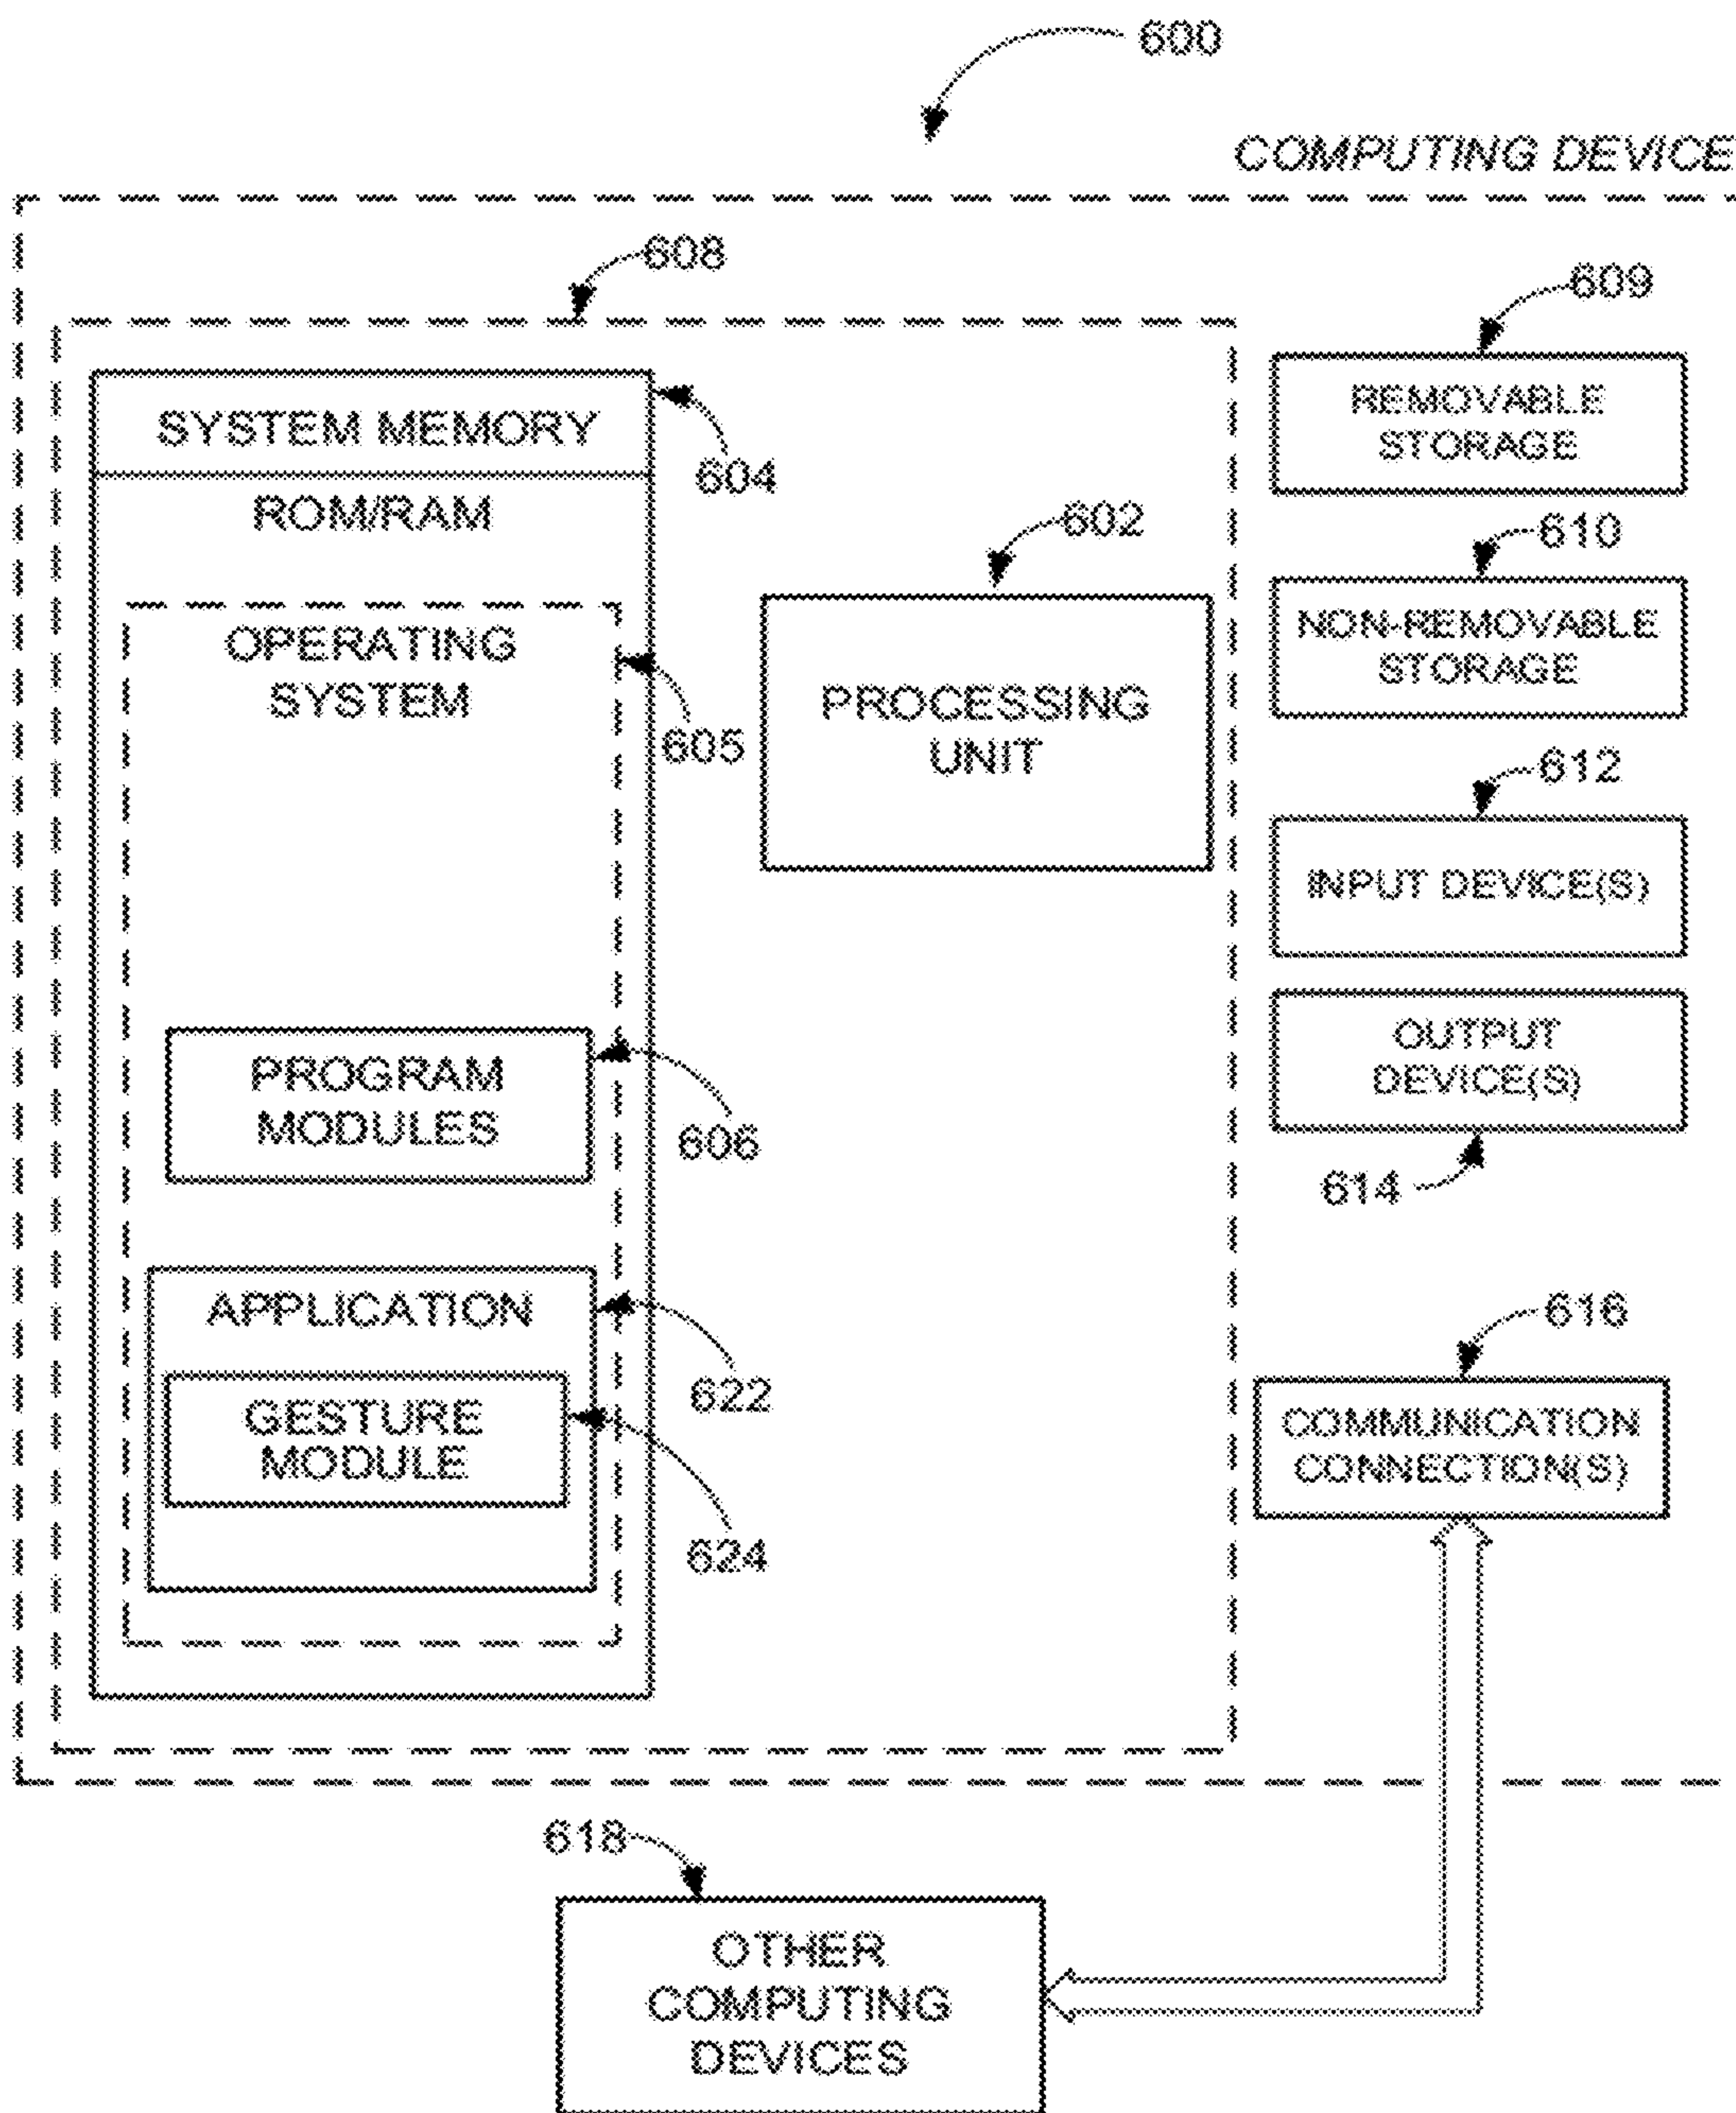 600
COMPUTING DEVICE
608
609
SYSTEM MEMORY
604
REMOVABLE
STORAGE
ROM/RAM
602
610
OPERATING
SYSTEM
605
PROCESSING
UNIT
NON-REMOVABLE
STORAGE
612
INPUT DEVICE(S)
PROGRAM
MODULES
606
OUTPUT
DEVICE(S)
614
APPLICATION
622
616
GESTURE
MODULE
624
COMMUNICATION
CONNECTION(S)
618
OTHER
COMPUTING
DEVICES